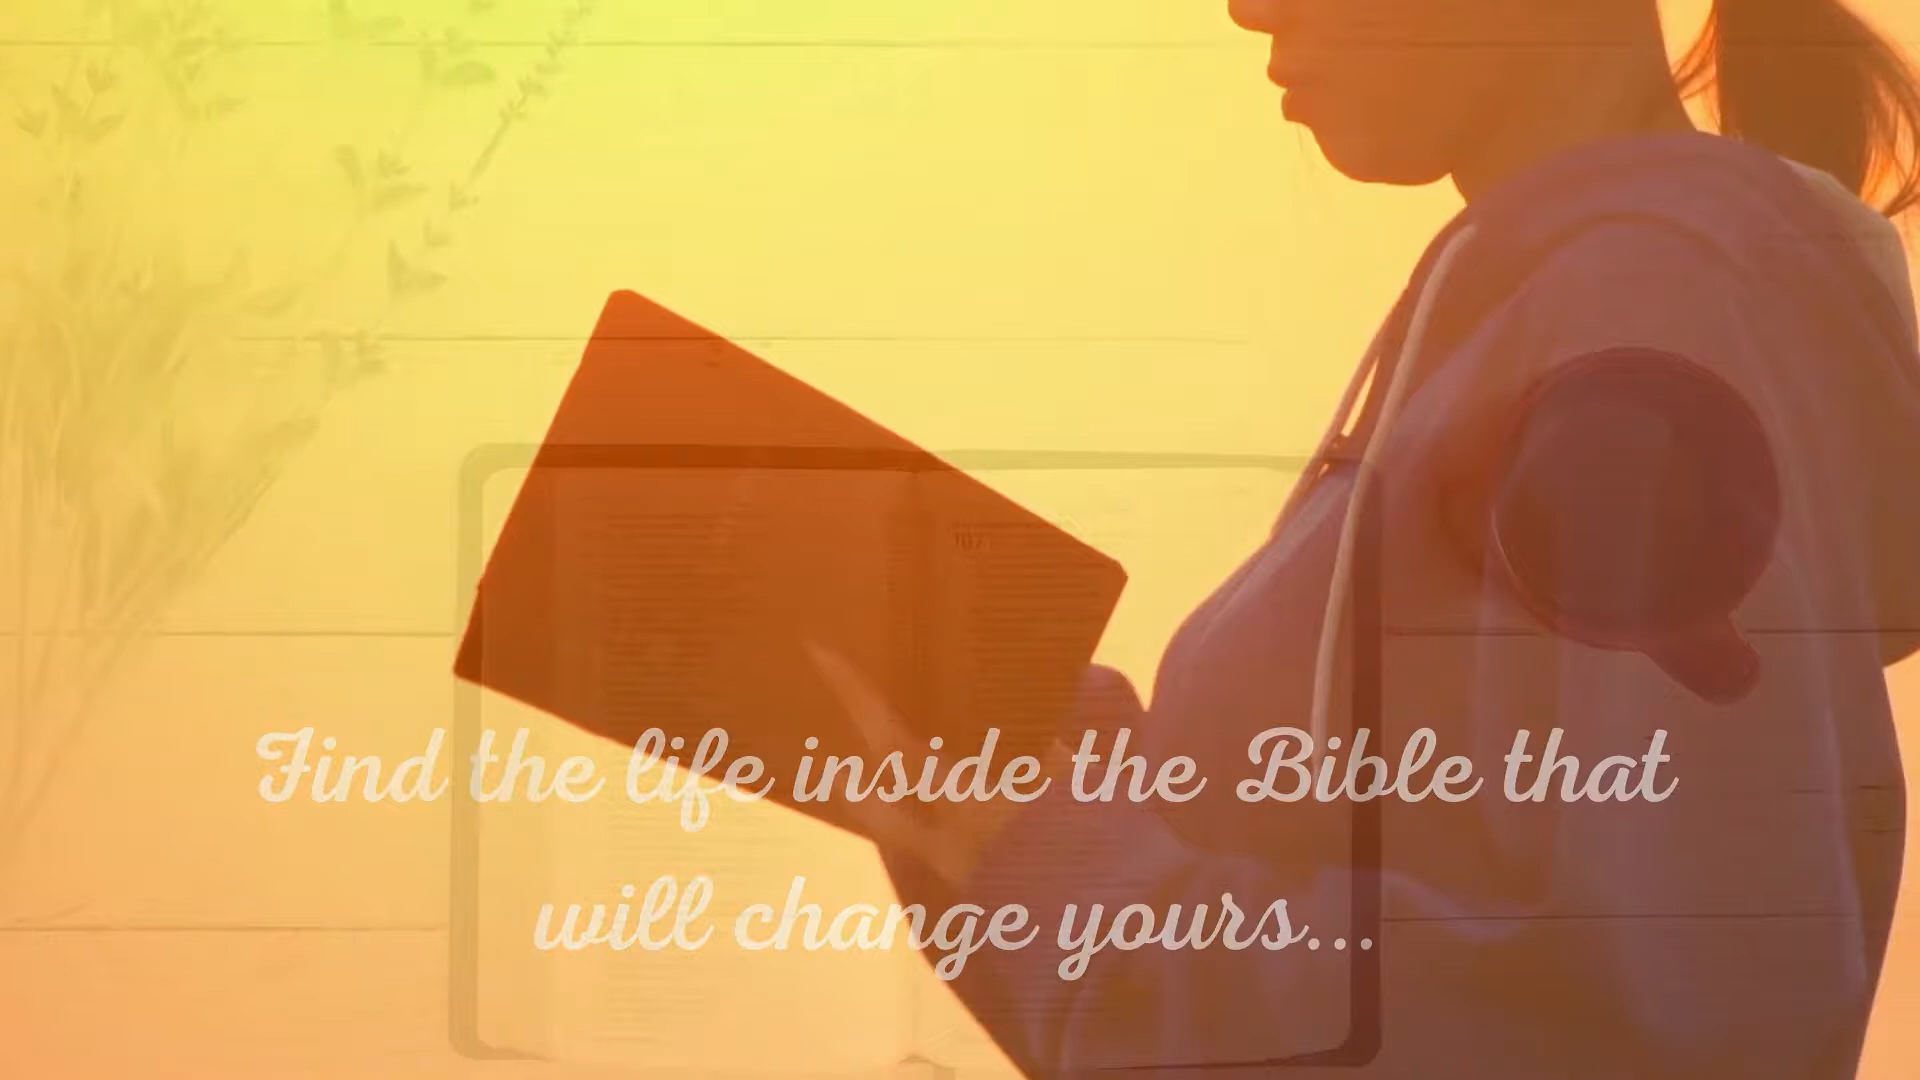 Find the life inside the Bible that
will change yours...